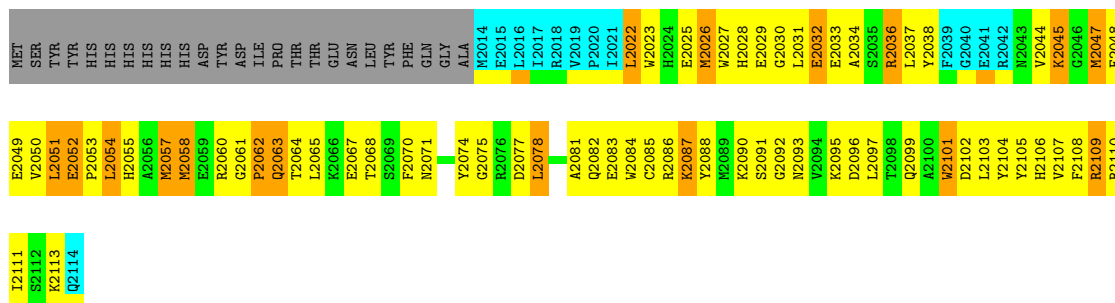 MET SER TYR TYR HIS HIS HIS HIS HIS HIS ASP TYR ASP ILE PRO THR THR GLU ASN LEU TYR PHE GLN GLY ALA M2014 E2015 L2016 I2017 R2018 V2019 P2020 I2021 L2022 W2023 H2024 E2025 M2026 W2027 H2028 E2029 G2030 L2031 E2032 E2033 A2034 S2035 R2036 L2037 Y2038 F2039 G2040 E2041 R2042 N2043 V2044 K2045 G2046 M2047
E2049 V2050 L2051 E2052 P2053 L2054 H2055 A2056 M2057 M2058 E2059 R2060 G2061 P2062 Q2063 T2064 L2065 K2066 E2067 T2068 S2069 F2070 N2071 Y2074 G2075 R2076 D2077 L2078 A2081 Q2082 E2083 W2084 C2085 R2086 K2087 Y2088 M2089 K2090 S2091 G2092 N2093 V2094 K2095 D2096 L2097 T2098 Q2099 A2100 W2101 D2102 L2103 Y2104 Y2105 H2106 V2107 F2108 R2109
I2111 S2112 K2113 Q2114